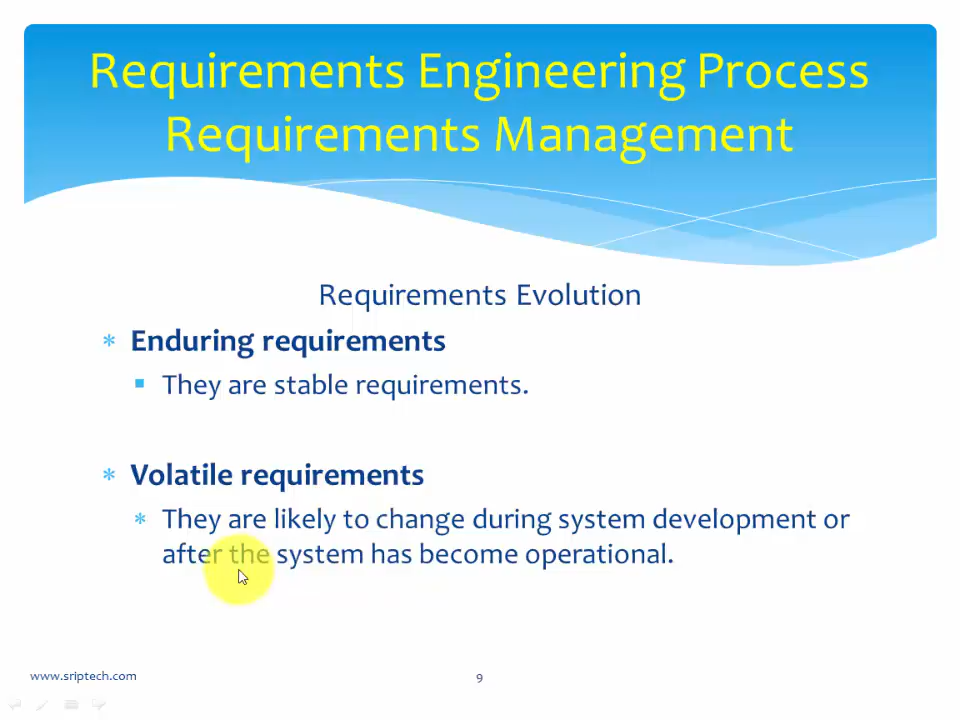 Requirements Engineering Process
Requirements Management
Requirements Evolution
Enduring requirements
They are stable requirements.
Volatile requirements
They are likely to change during system development or
after the system has become operational.
www.sriptech.com
9